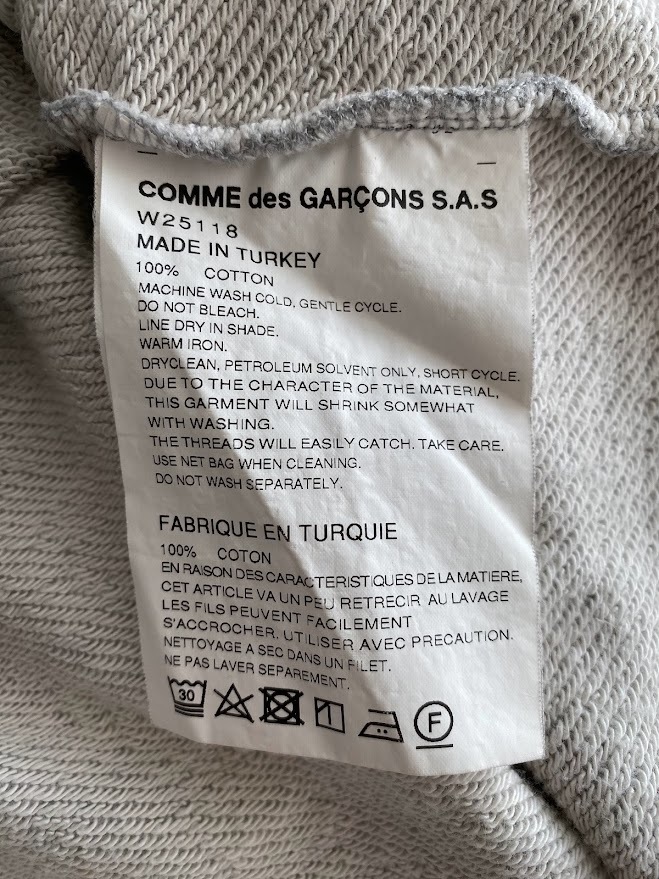 COMME des GARÇONS S.A.S
W25118
MADE IN TURKEY
100% COTTON
MACHINE WASH COLD, GENTLE CYCLE.
DO NOT BLEACH.
LINE DRY IN SHADE.
WARM IRON.
DRYCLEAN, PETROLEUM SOLVENT ONLY, SHORT CYCLE.
DUE TO THE CHARACTER OF THE MATERIAL,
THIS GARMENT WILL SHRINK SOMEWHAT
WITH WASHING.
THE THREADS WILL EASILY CATCH. TAKE CARE.
USE NET BAG WHEN CLEANING.
DO NOT WASH SEPARATELY.
FABRIQUE EN TURQUIE
100% COTON
EN RAISON DES CARACTERISTIQUES DE LA MATIERE,
CET ARTICLE VA UN PEU RETRECIR AU LAVAGE
LES FILS PEUVENT FACILEMENT
S'ACCROCHER. UTILISER AVEC PRECAUTION.
NETTOYAGE A SEC DANS UN FILET.
NE PAS LAVER SEPAREMENT.
30 F